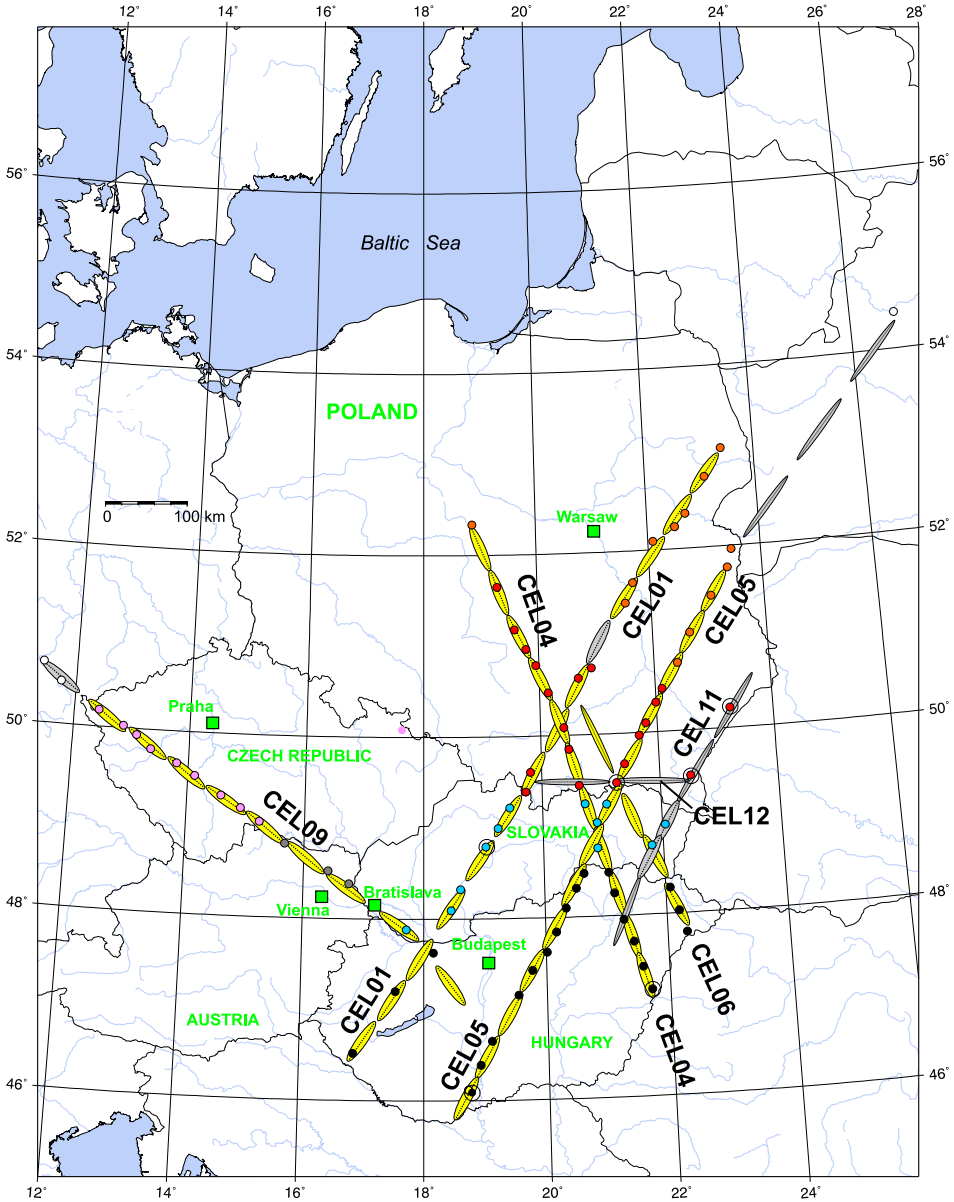 12° 14° 16° 18° 20° 22° 24° 26° 28°
56° 56°
Baltic Sea
54° 54°
POLAND
0 100 km
Warsaw
52° 52°
CEL04
CEL01
CEL05
Praha
50° 50°
CZECH REPUBLIC
CEL11
CEL09
CEL12
SLOVAKIA
Bratislava
Vienna
48° 48°
Budapest
CEL01
CEL06
AUSTRIA
CEL05
HUNGARY
CEL04
46° 46°
12° 14° 16° 18° 20° 22° 24°